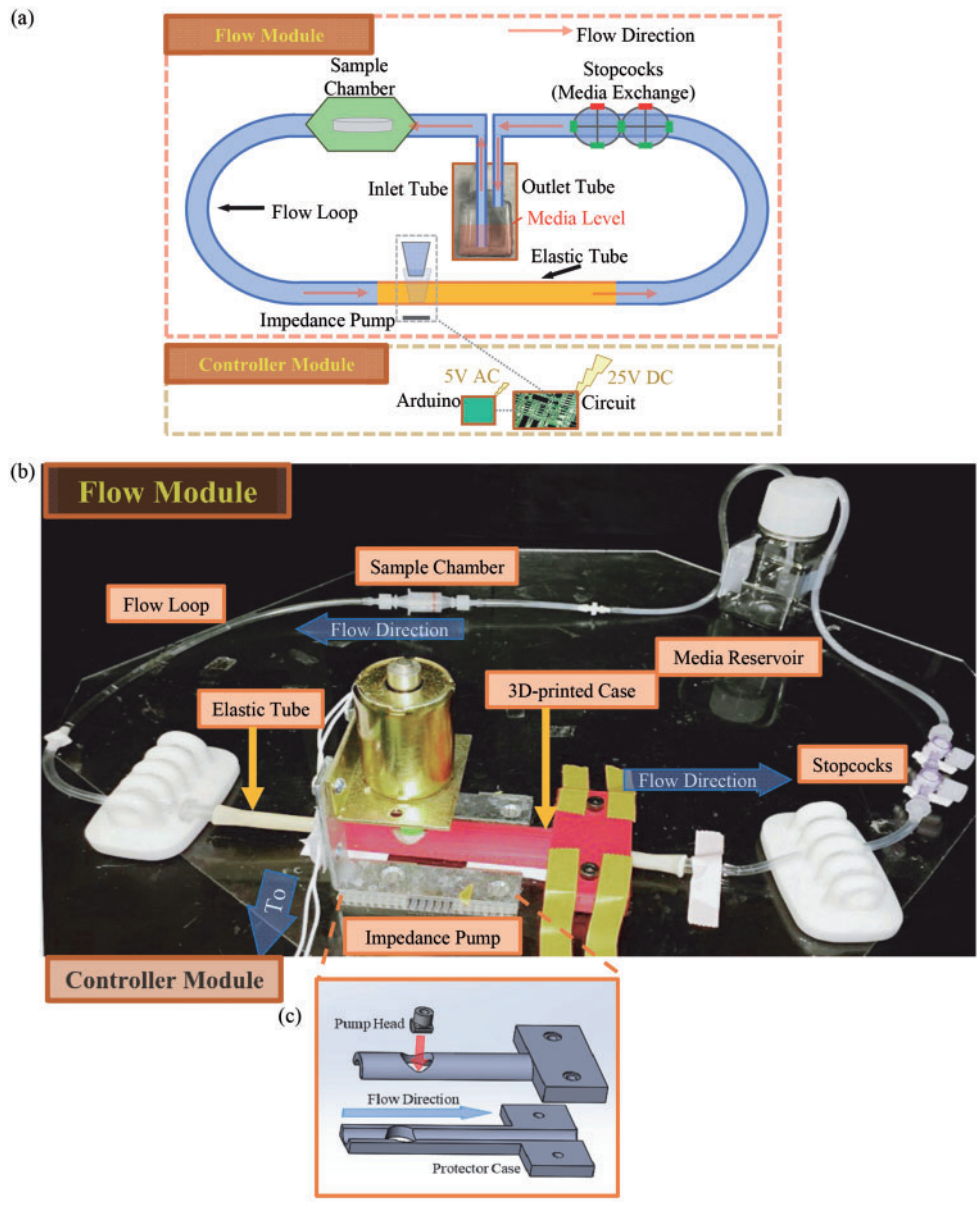 (a)
Flow Module
Flow Direction
Sample
Chamber
Stopcocks
(Media Exchange)
Inlet Tube
Outlet Tube
Flow Loop
Media Level
Elastic Tube
Impedance Pump
Controller Module
5V AC
25V DC
Arduino
Circuit
(b)
Flow Module
Sample Chamber
Flow Loop
Flow Direction
Media Reservoir
Elastic Tube
3D-printed Case
Flow Direction
Stopcocks
To
Impedance Pump
Controller Module
(c)
Pump Head
Flow Direction
Protector Case